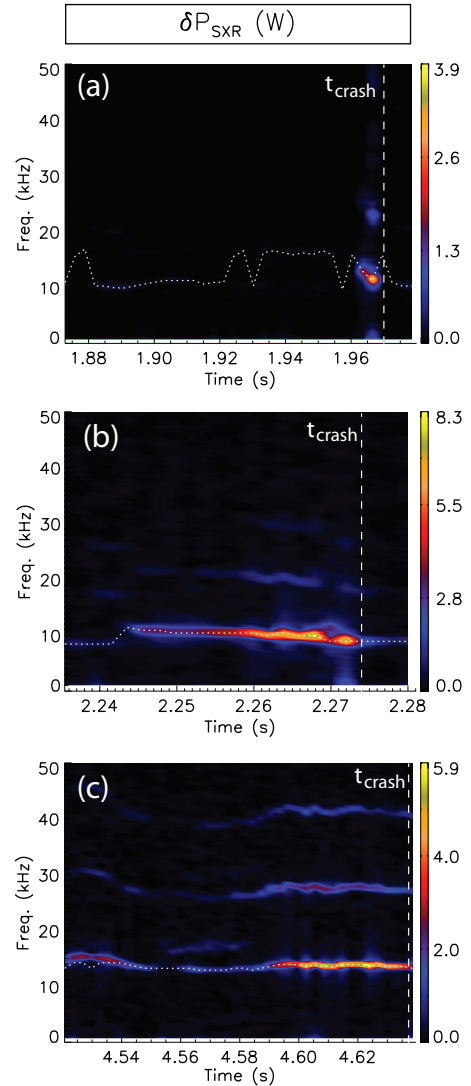 δP_SXR (W)
(a)
t_crash
Freq. (kHz)
50
40
30
20
10
0
3.9
2.6
1.3
0.0
1.88 1.90 1.92 1.94 1.96
Time (s)
(b)
t_crash
Freq. (kHz)
50
40
30
20
10
0
8.3
5.5
2.8
0.0
2.24 2.25 2.26 2.27 2.28
Time (s)
(c)
t_crash
Freq. (kHz)
50
40
30
20
10
0
5.9
4.0
2.0
0.0
4.54 4.56 4.58 4.60 4.62
Time (s)